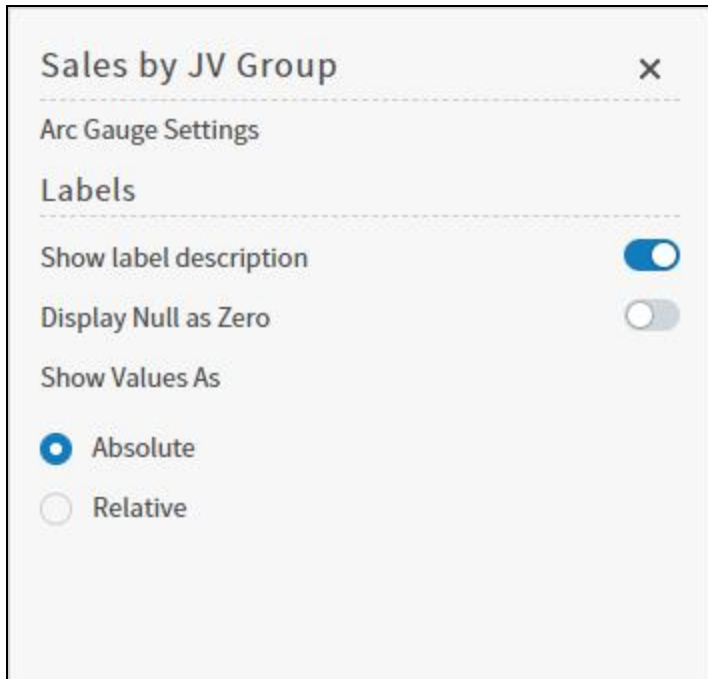 Sales by JV Group
Arc Gauge Settings
Labels
Show label description
Display Null as Zero
Show Values As
Absolute
Relative